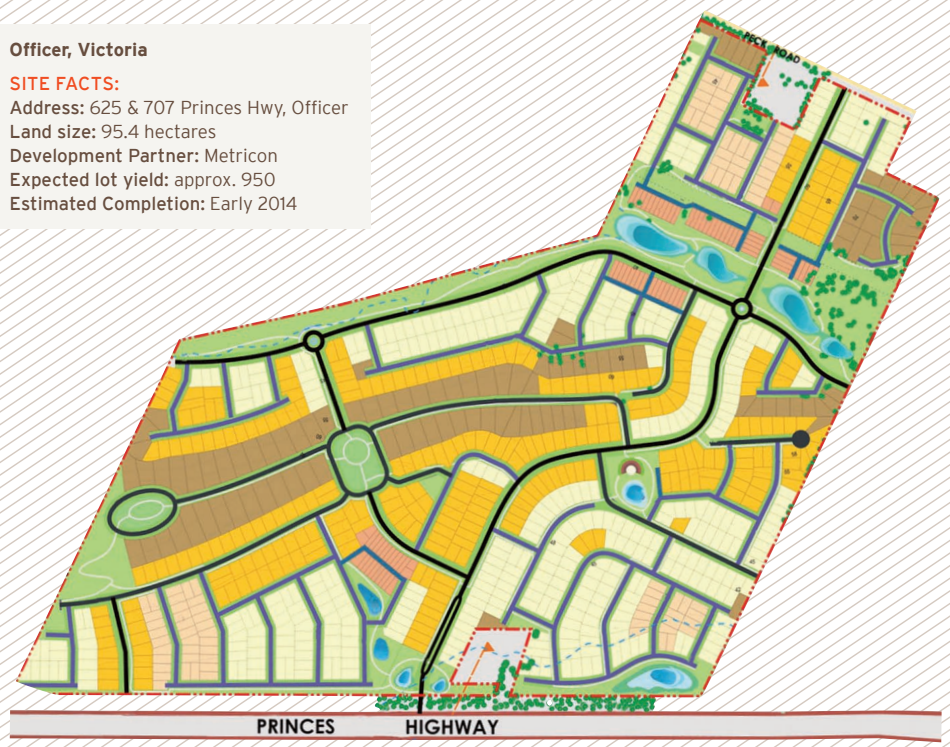 Officer, Victoria
SITE FACTS:
Address: 625 & 707 Princes Hwy, Officer
Land size: 95.4 hectares
Development Partner: Metricon
Expected lot yield: approx. 950
Estimated Completion: Early 2014
PECK ROAD
PRINCES HIGHWAY